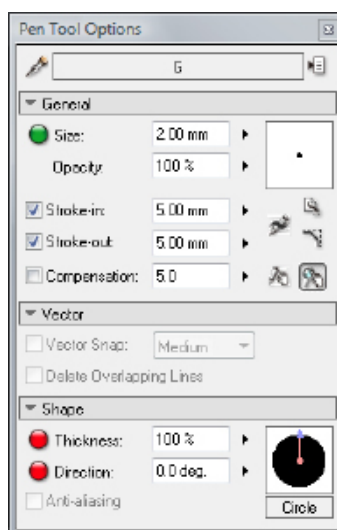 Pen Tool Options
G
General
Size: 2.00 mm
Opacity: 100 %
Stroke-in: 5.00 mm
Stroke-out: 5.00 mm
Compensation: 5.0
Vector
Vector Snap: Medium
Delete Overlapping Lines
Shape
Thickness: 100 %
Direction: 0.0 deg.
Anti-aliasing
Circle